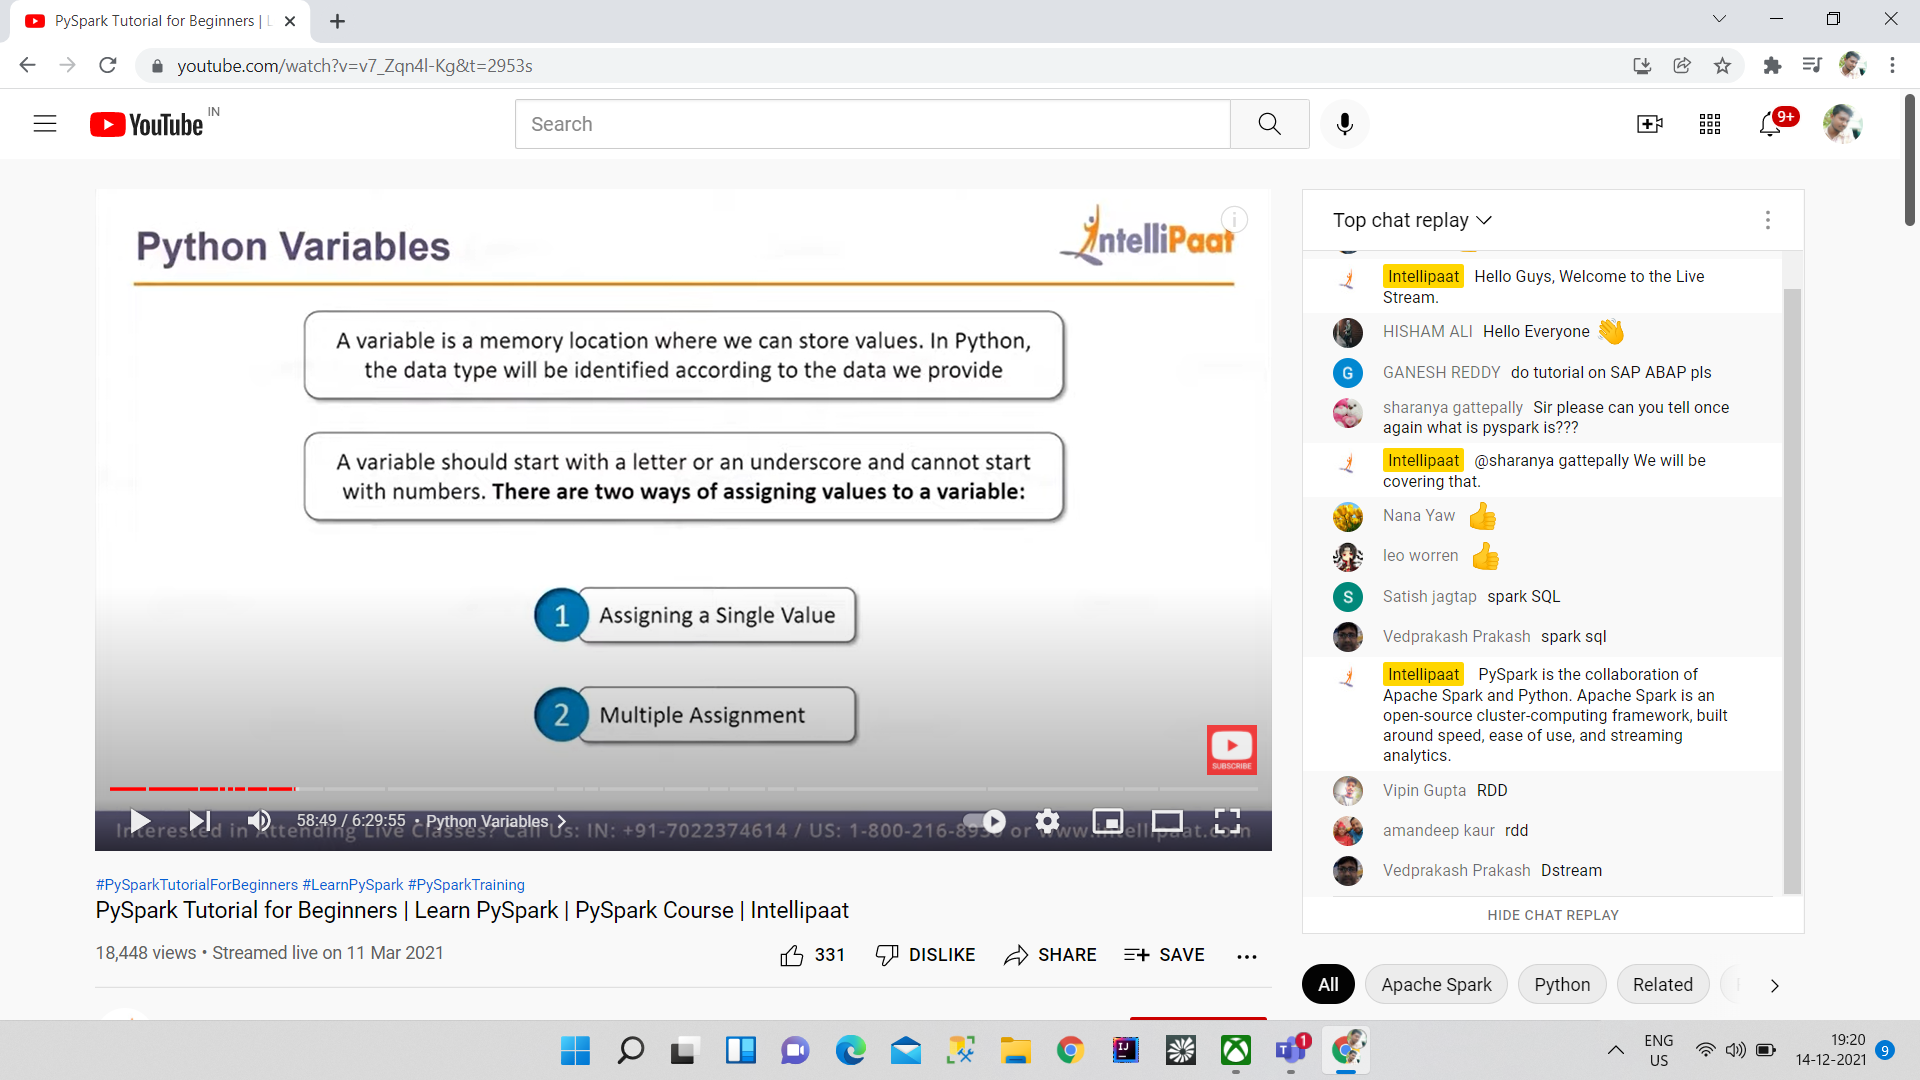 PySpark Tutorial for Beginners | L
youtube.com/watch?v=v7_Zqn4l-Kg&t=2953s
YouTube IN
Search
9+
Python Variables
IntelliPaat
A variable is a memory location where we can store values. In Python,
the data type will be identified according to the data we provide
A variable should start with a letter or an underscore and cannot start
with numbers. There are two ways of assigning values to a variable:
1 Assigning a Single Value
2 Multiple Assignment
SUBSCRIBE
58:49 / 6:29:55 • Python Variables
Interested in Attending Live Classes? Call Us: IN: +91-7022374614 / US: 1-800-216-8930 or www.intellipaat.com
#PySparkTutorialForBeginners #LearnPySpark #PySparkTraining
PySpark Tutorial for Beginners | Learn PySpark | PySpark Course | Intellipaat
18,448 views • Streamed live on 11 Mar 2021
331 DISLIKE SHARE SAVE
Top chat replay
Intellipaat Hello Guys, Welcome to the Live
Stream.
HISHAM ALI Hello Everyone 👋
G GANESH REDDY do tutorial on SAP ABAP pls
sharanya gattepally Sir please can you tell once
again what is pyspark is???
Intellipaat @sharanya gattepally We will be
covering that.
Nana Yaw 👍
leo worren 👍
S Satish jagtap spark SQL
Vedprakash Prakash spark sql
Intellipaat PySpark is the collaboration of
Apache Spark and Python. Apache Spark is an
open-source cluster-computing framework, built
around speed, ease of use, and streaming
analytics.
Vipin Gupta RDD
amandeep kaur rdd
Vedprakash Prakash Dstream
HIDE CHAT REPLAY
All Apache Spark Python Related
IJ
1
ENG
US
19:20
14-12-2021
9